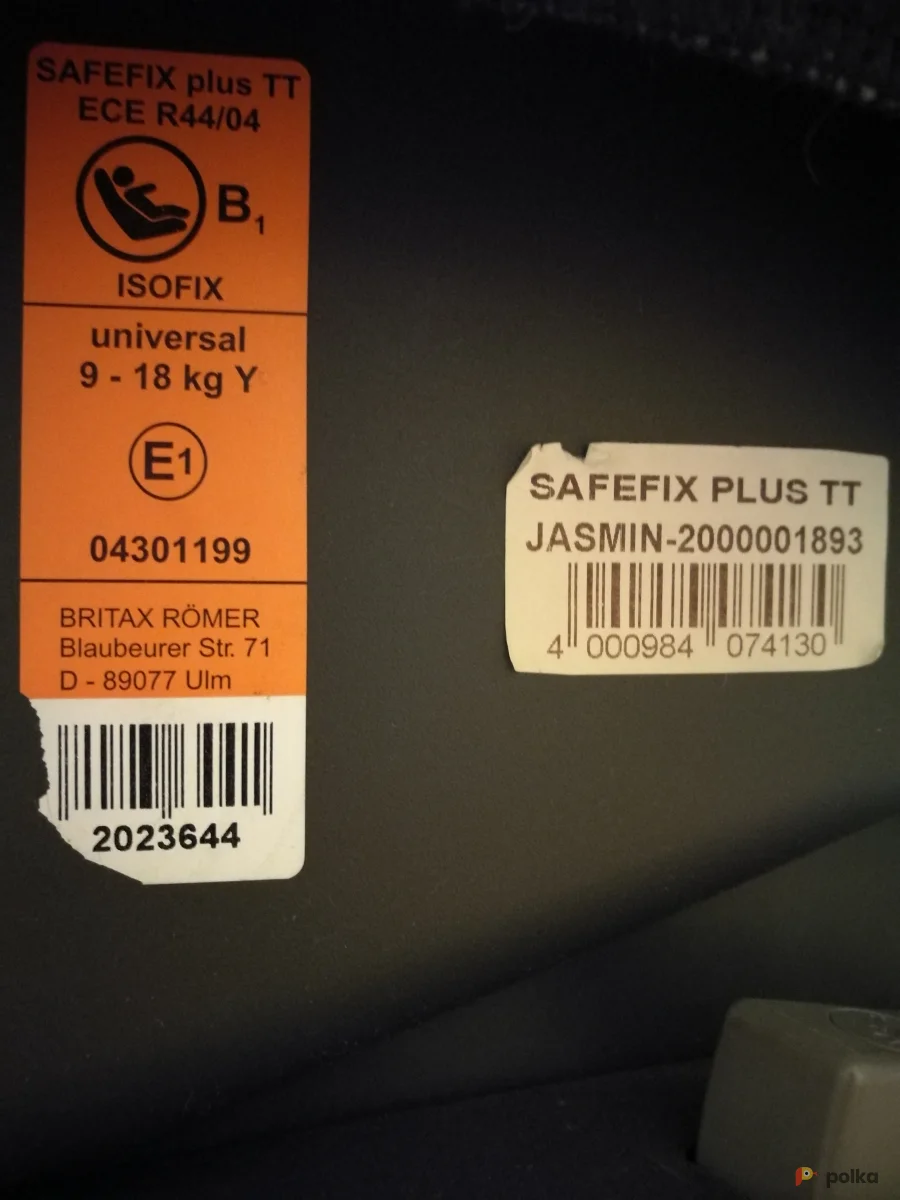 SAFEFIX plus TT
ECE R44/04
B1
ISOFIX
universal
9 - 18 kg Y
E1
04301199
BRITAX RÖMER
Blaubeurer Str. 71
D - 89077 Ulm
2023644
SAFEFIX PLUS TT
JASMIN-2000001893
4 000984 074130
polka